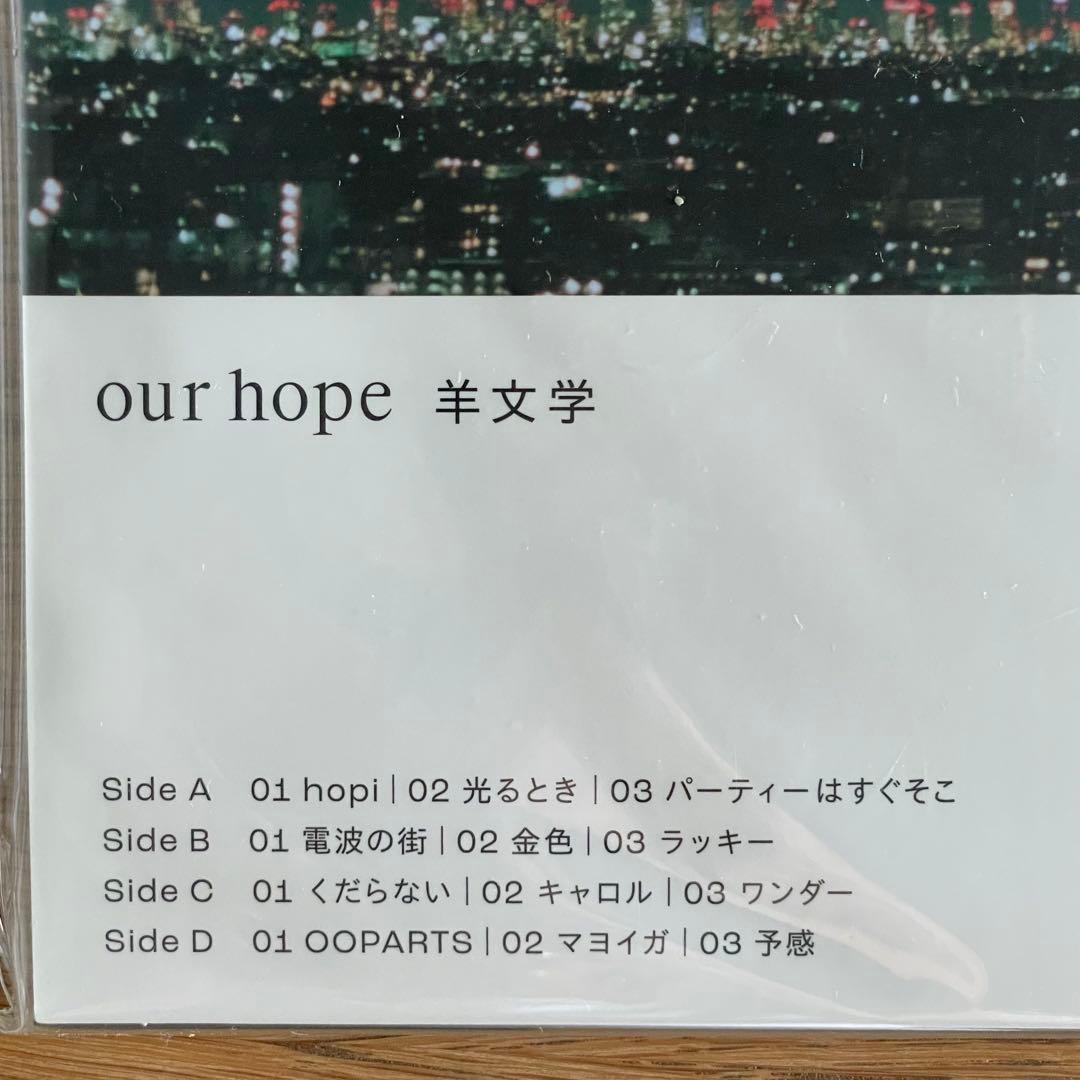 our hope 羊文学
Side A 01 hopi | 02 光るとき | 03 パーティーはすぐそこ
Side B 01 電波の街 | 02 金色 | 03 ラッキー
Side C 01 くだらない | 02 キャロル | 03 ワンダー
Side D 01 OOPARTS | 02 マヨイガ | 03 予感